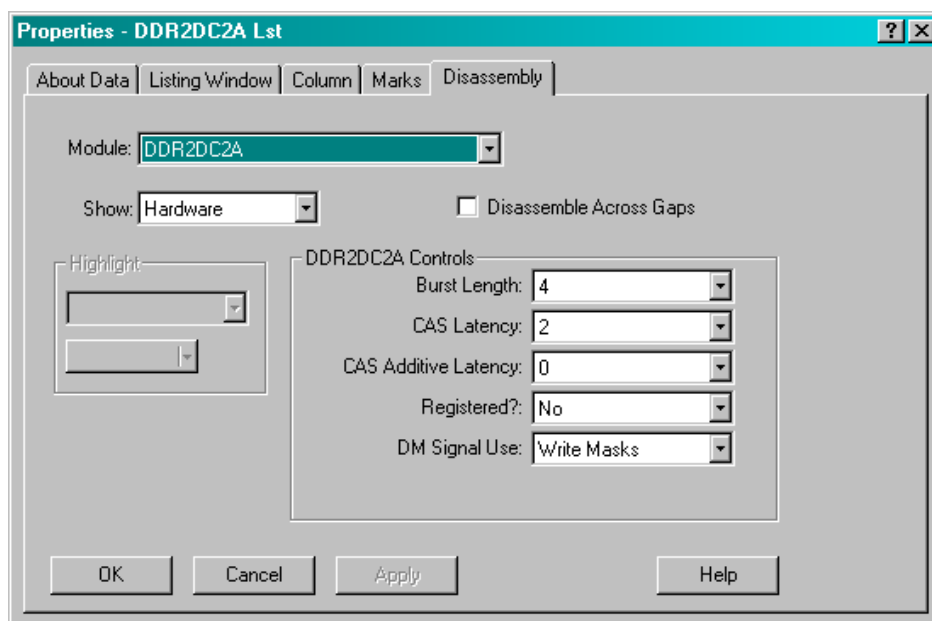 Properties - DDR2DC2A Lst
About Data Listing Window Column Marks Disassembly
Module: DDR2DC2A
Show: Hardware Disassemble Across Gaps
Highlight
DDR2DC2A Controls
Burst Length: 4
CAS Latency: 2
CAS Additive Latency: 0
Registered?: No
DM Signal Use: Write Masks
OK Cancel Apply Help